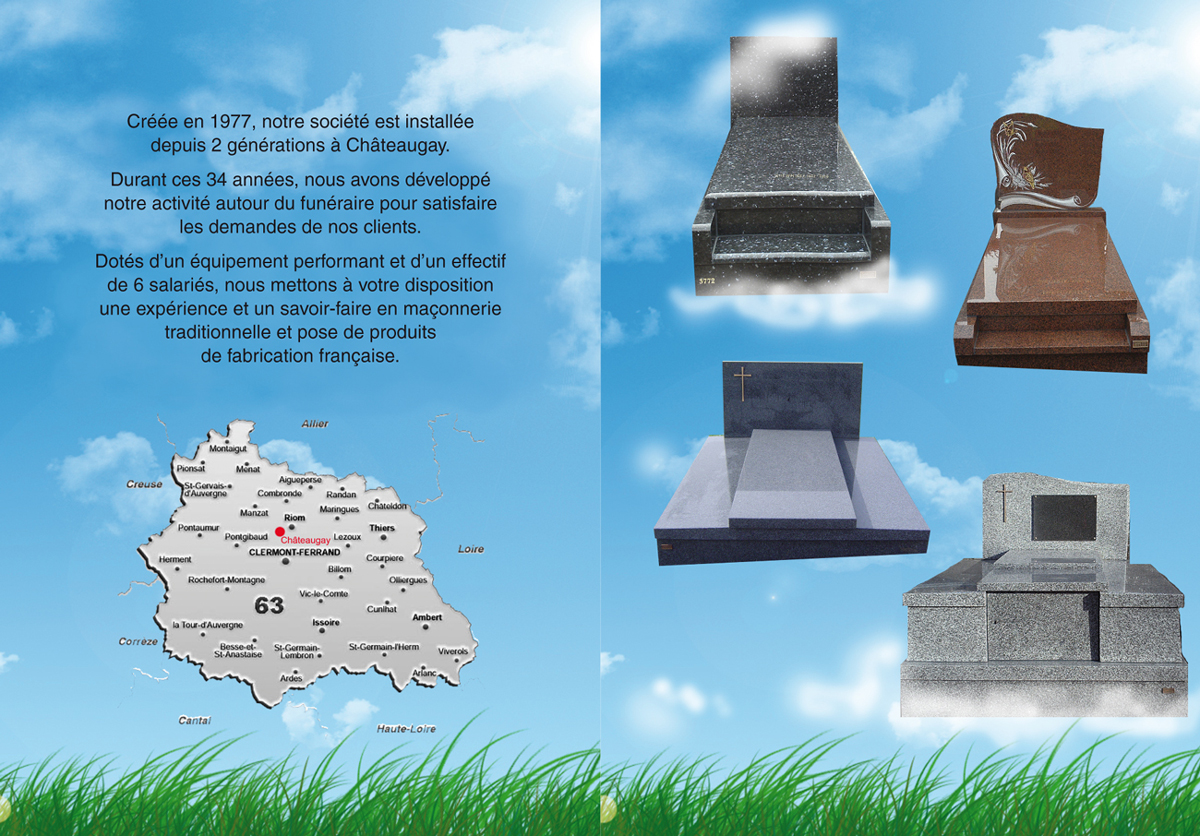 Créée en 1977, notre société est installée
depuis 2 générations à Châteaugay.
Durant ces 34 années, nous avons développé
notre activité autour du funéraire pour satisfaire
les demandes de nos clients.
Dotés d’un équipement performant et d’un effectif
de 6 salariés, nous mettons à votre disposition
une expérience et un savoir-faire en maçonnerie
traditionnelle et pose de produits
de fabrication française.
Allier
Montaigut
Pionsat
Ménat
Creuse
St-Gervais-
d'Auvergne
Aigueperse
Combronde
Randan
Châteldon
Manzat
Maringues
Riom
Pontaumur
Thiers
Pontgibaud
Châteaugay
Lezoux
CLERMONT-FERRAND
Loire
Herment
Courpière
Billom
Rochefort-Montagne
Olliergues
Vic-le-Comte
63
Cunlhat
Ambert
la Tour-d'Auvergne
Issoire
Corrèze
Besse-et-
St-Anastaise
St-Germain-
Lembron
St-Germain-l'Herm
Viverols
Ardes
Arlanc
Cantal
Haute-Loire
5772